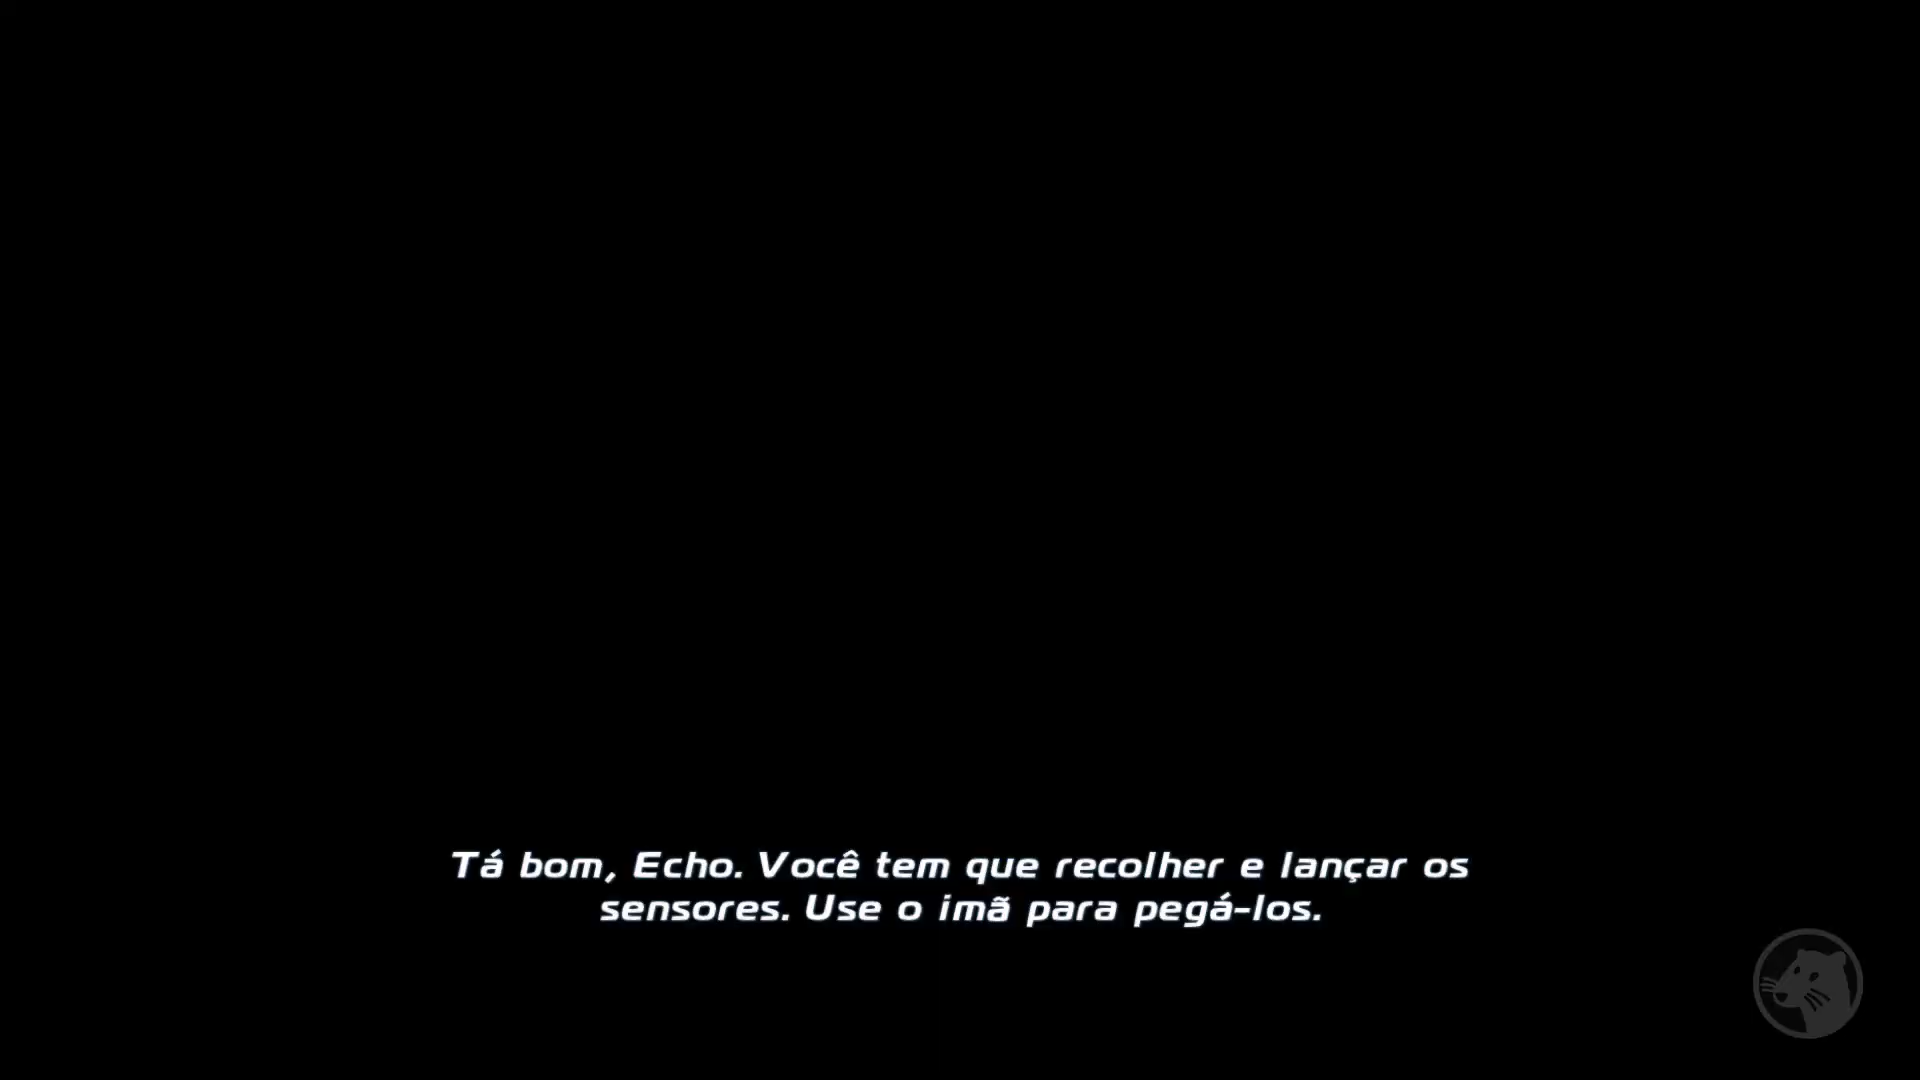 Tá bom, Echo. Você tem que recolher e lançar os
sensores. Use o imã para pegá-los.